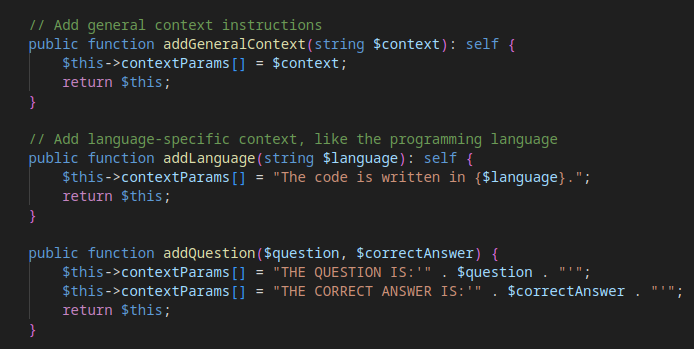 // Add general context instructions
public function addGeneralContext(string $context): self {
    $this->contextParams[] = $context;
    return $this;
}

// Add language-specific context, like the programming language
public function addLanguage(string $language): self {
    $this->contextParams[] = "The code is written in {$language}.";
    return $this;
}

public function addQuestion($question, $correctAnswer) {
    $this->contextParams[] = "THE QUESTION IS:'" . $question . "'";
    $this->contextParams[] = "THE CORRECT ANSWER IS:'" . $correctAnswer . "'";
    return $this;
}